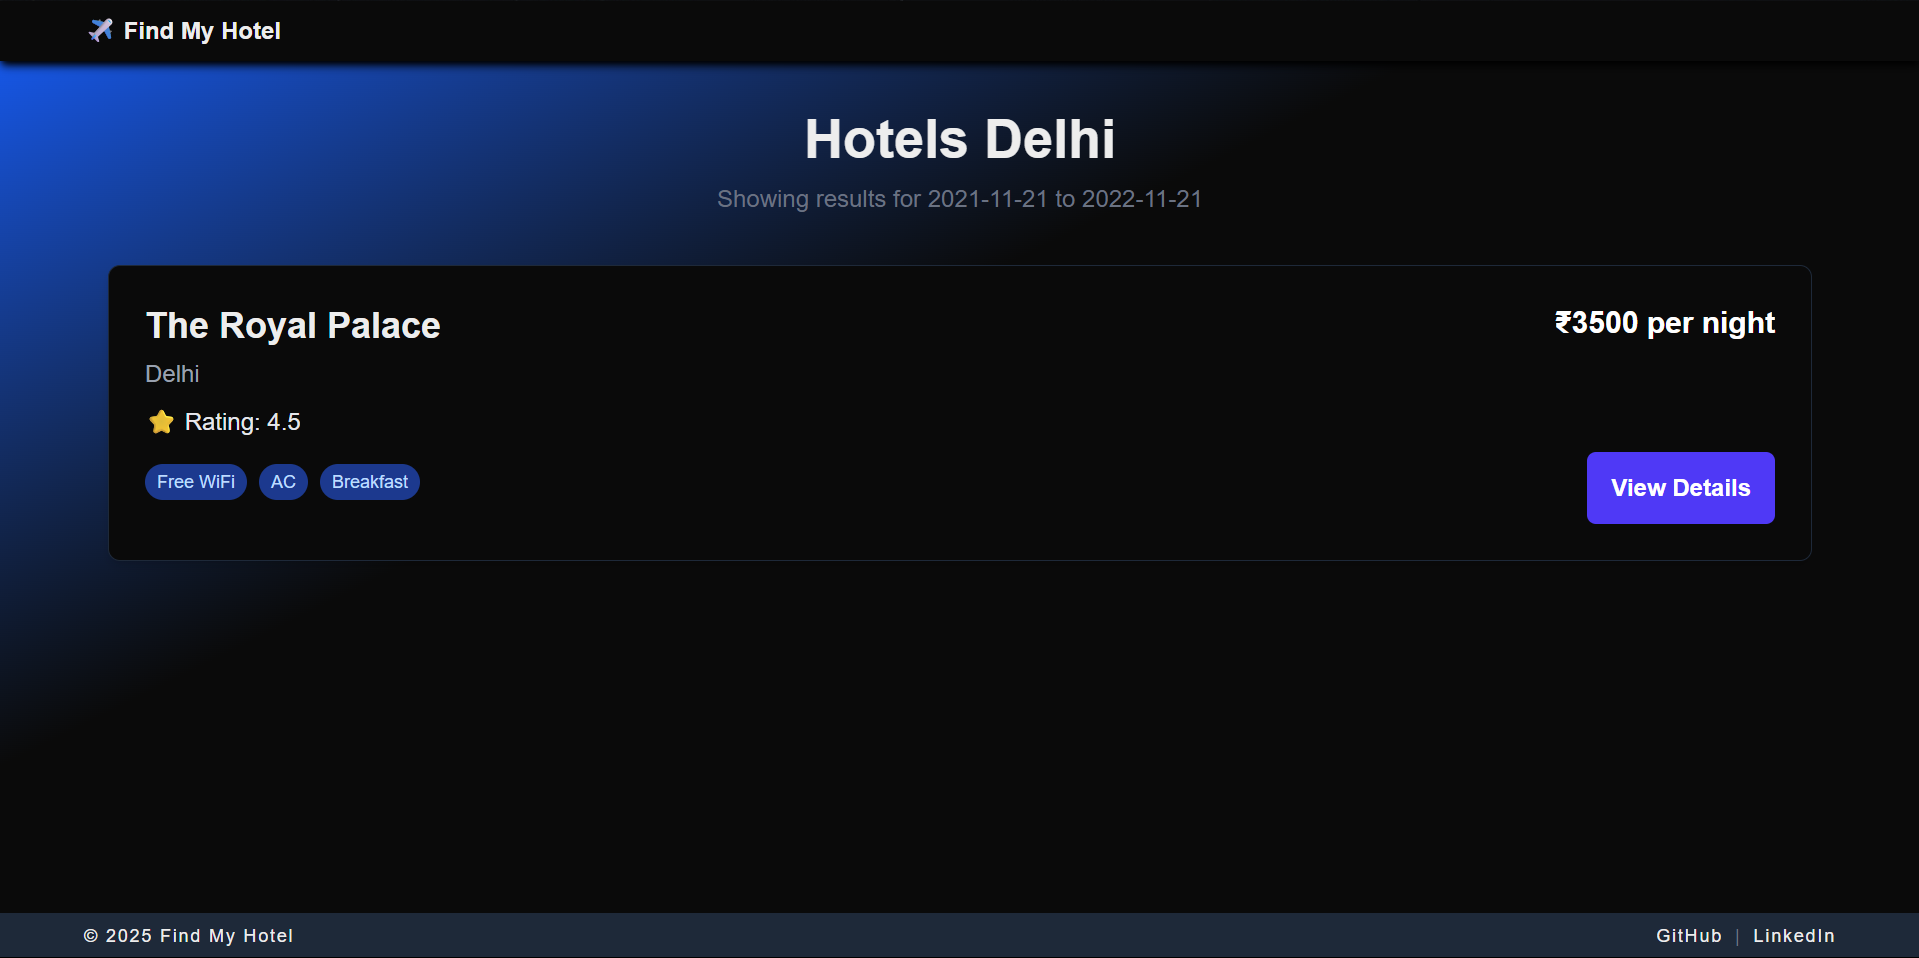 Find My Hotel
Hotels Delhi
Showing results for 2021-11-21 to 2022-11-21
The Royal Palace
₹3500 per night
Delhi
Rating: 4.5
Free WiFi AC Breakfast
View Details
© 2025 Find My Hotel
GitHub | LinkedIn